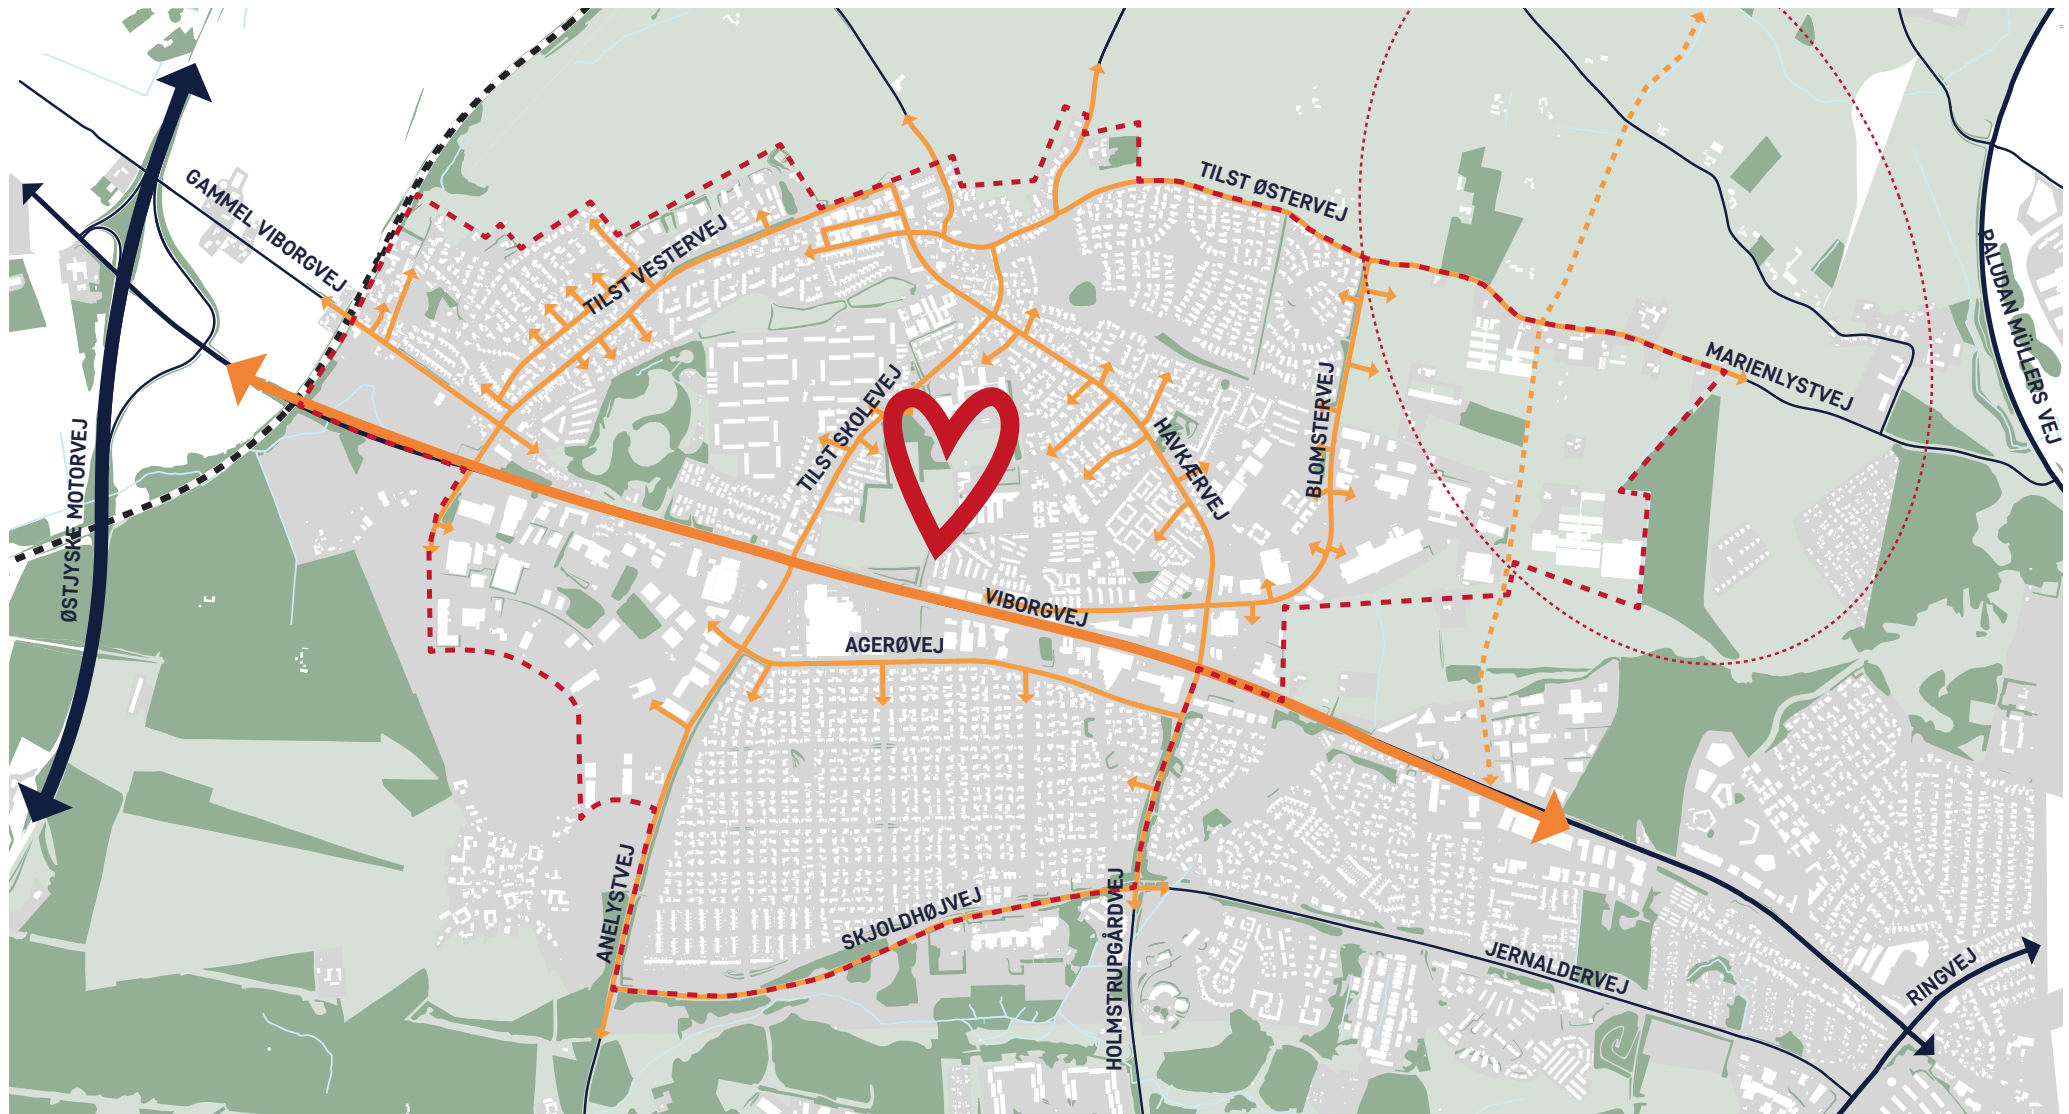 GAMMEL VIBORGVEJ
TILST VESTERVEJ
TILST ØSTERVEJ
PALUDAN MÜLLERS VEJ
MARIENLYSTVEJ
TILST SKOLEVEJ
BLOMSTERVEJ
HAVKÆRVEJ
ØSTJYSKE MOTORVEJ
VIBORGVEJ
AGERØVEJ
ANELYSTVEJ
SKJOLDHØJVEJ
HOLMSTRUPGÅRDVEJ
JERNALDERVEJ
RINGVEJ